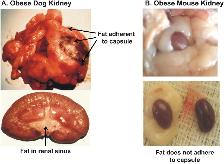 A. Obese Dog Kidney
Fat adherent
to capsule
Fat in renal sinus
B. Obese Mouse Kidney
Fat does not adhere
to capsule